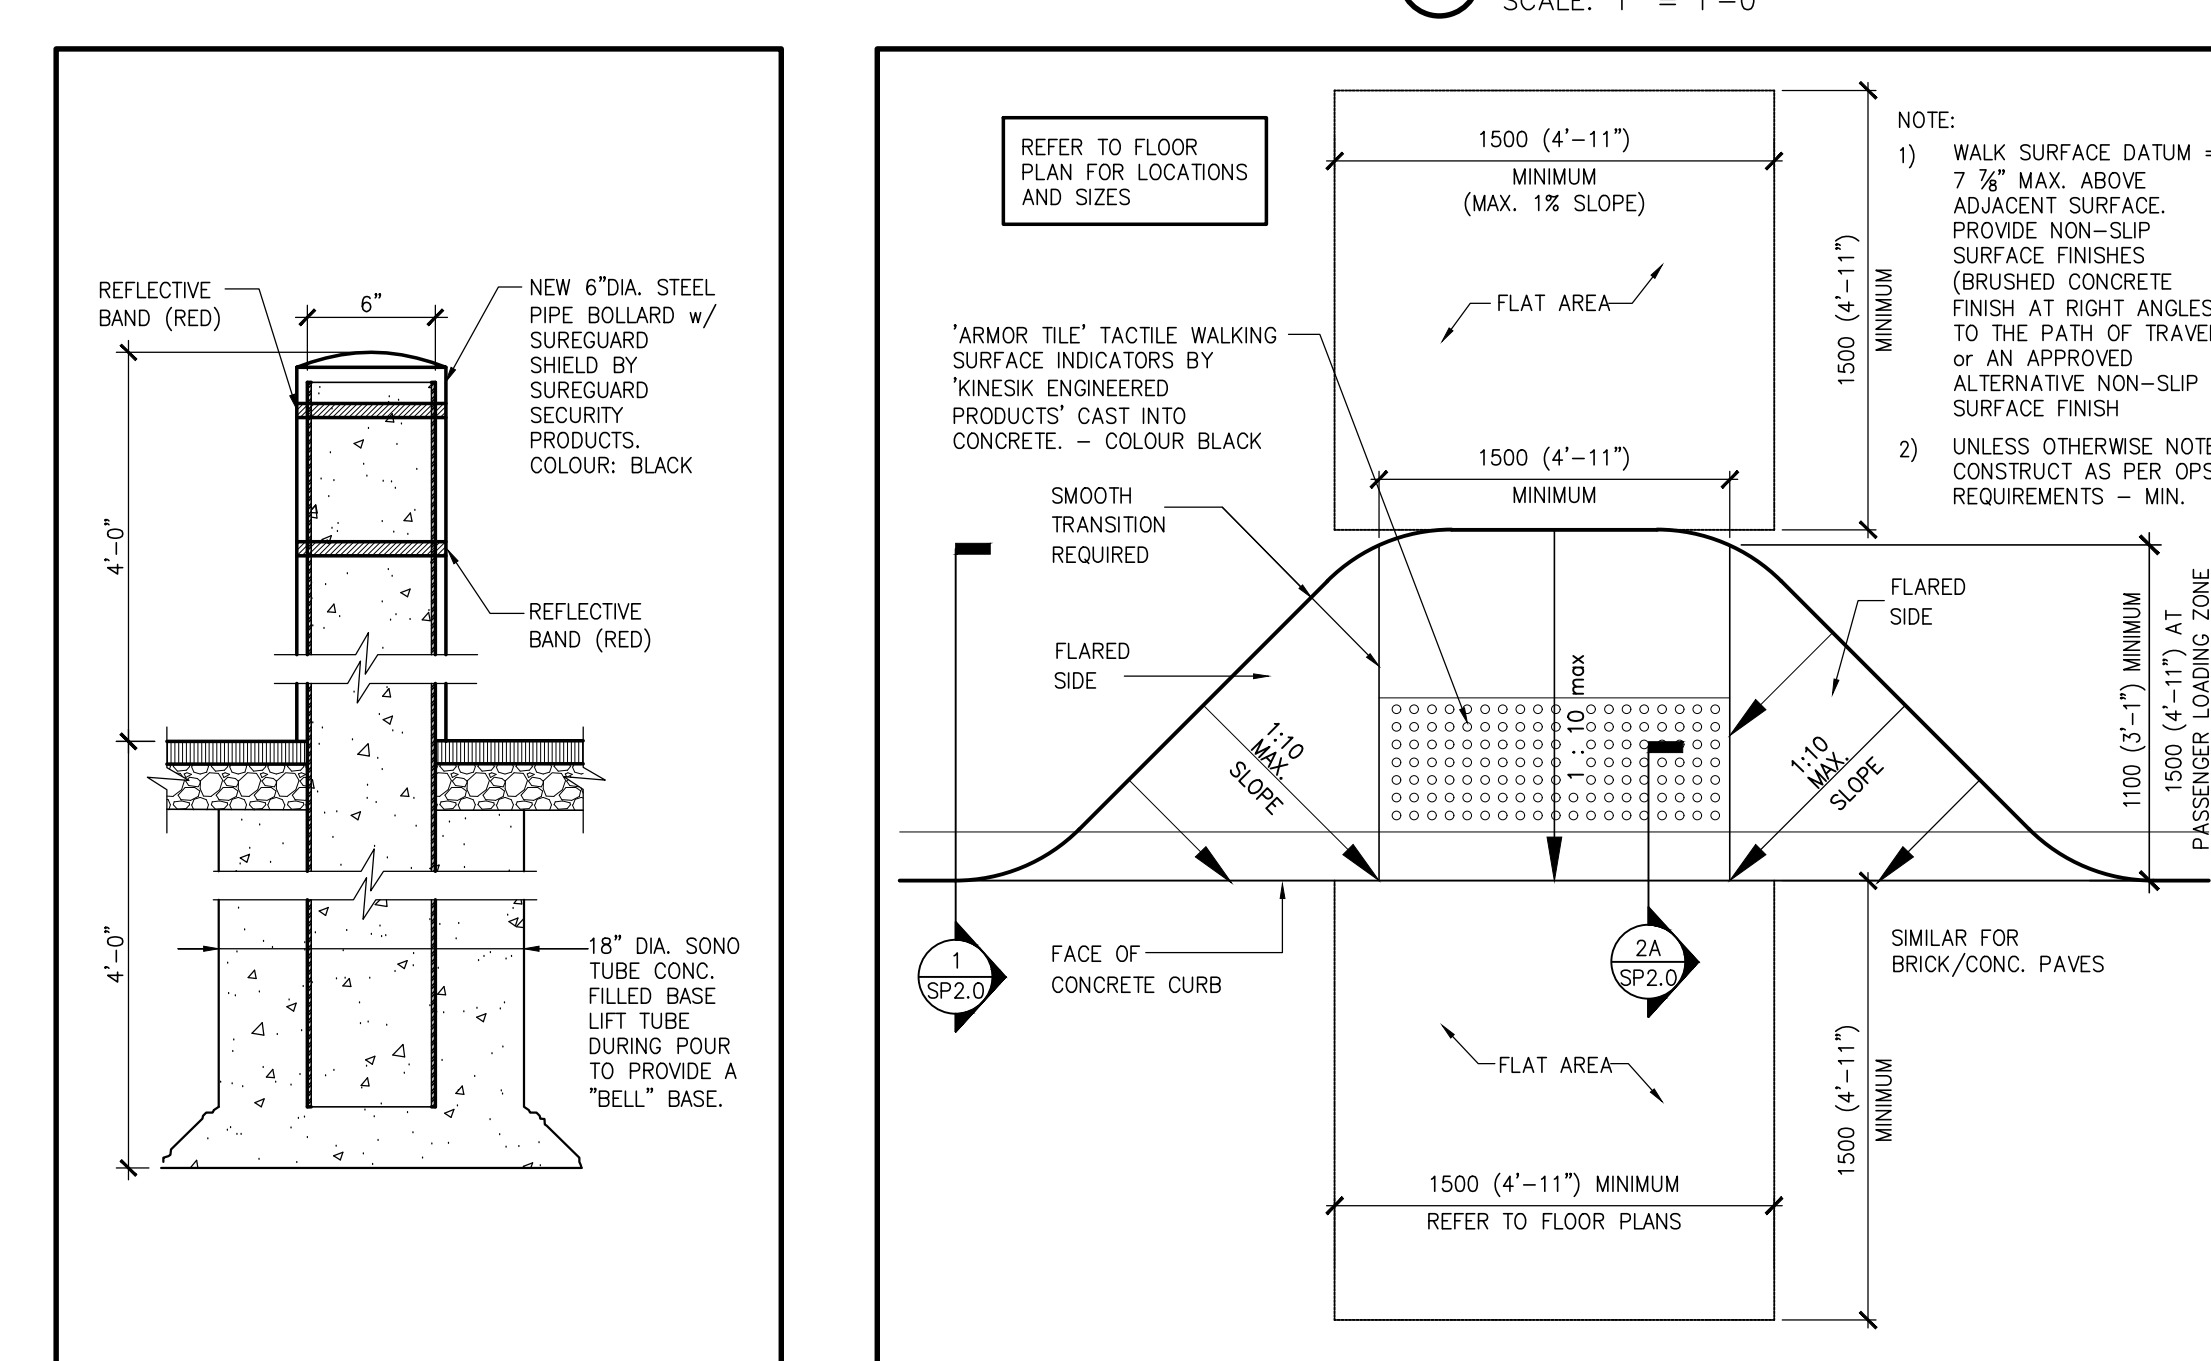 SCALE: 1" = 1'-0"
REFLECTIVE
BAND (RED)
6"
NEW 6"DIA. STEEL
PIPE BOLLARD w/
SUREGUARD
SHIELD BY
SUREGUARD
SECURITY
PRODUCTS.
COLOUR: BLACK
4'-0"
REFLECTIVE
BAND (RED)
4'-0"
18" DIA. SONO
TUBE CONC.
FILLED BASE
LIFT TUBE
DURING POUR
TO PROVIDE A
"BELL" BASE.
REFER TO FLOOR
PLAN FOR LOCATIONS
AND SIZES
1500 (4'-11")
MINIMUM
(MAX. 1% SLOPE)
FLAT AREA
1500 (4'-11")
MINIMUM
NOTE:
1) WALK SURFACE DATUM =
7 ⅞" MAX. ABOVE
ADJACENT SURFACE.
PROVIDE NON-SLIP
SURFACE FINISHES
(BRUSHED CONCRETE
FINISH AT RIGHT ANGLES
TO THE PATH OF TRAVEL
or AN APPROVED
ALTERNATIVE NON-SLIP
SURFACE FINISH
2) UNLESS OTHERWISE NOTE
CONSTRUCT AS PER OPS
REQUIREMENTS - MIN.
'ARMOR TILE' TACTILE WALKING
SURFACE INDICATORS BY
'KINESIK ENGINEERED
PRODUCTS' CAST INTO
CONCRETE. - COLOUR BLACK
1500 (4'-11")
MINIMUM
SMOOTH
TRANSITION
REQUIRED
FLARED
SIDE
FLARED
SIDE
1:10
MAX.
SLOPE
1 : 10 max
1:10
MAX.
SLOPE
1100 (3'-1") MINIMUM
1500 (4'-11") AT
PASSENGER LOADING ZONE
1
SP2.0
FACE OF
CONCRETE CURB
2A
SP2.0
SIMILAR FOR
BRICK/CONC. PAVES
FLAT AREA
1500 (4'-11")
MINIMUM
1500 (4'-11") MINIMUM
REFER TO FLOOR PLANS